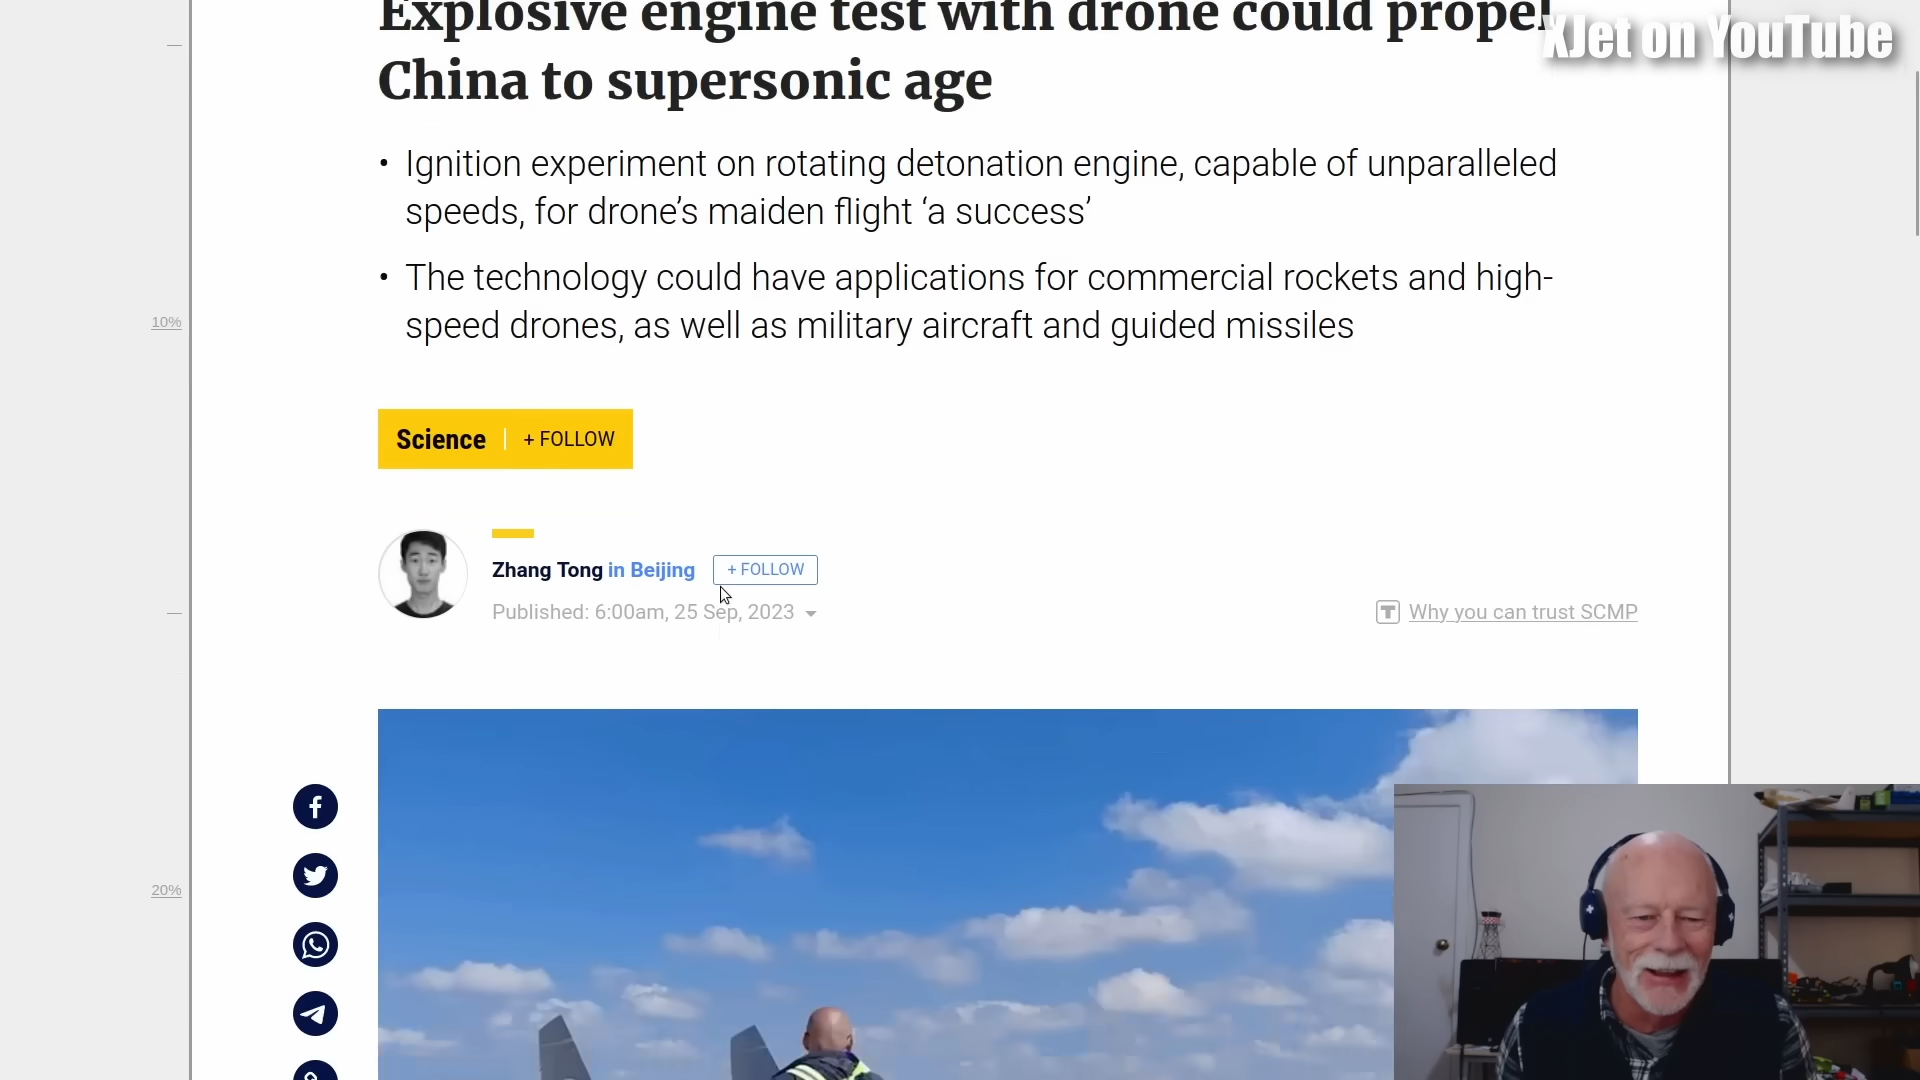 Explosive engine test with drone could propel
XJet on YouTube
China to supersonic age
• Ignition experiment on rotating detonation engine, capable of unparalleled
speeds, for drone’s maiden flight ‘a success’
• The technology could have applications for commercial rockets and high-
speed drones, as well as military aircraft and guided missiles
10%
Science | + FOLLOW
Zhang Tong in Beijing + FOLLOW
Published: 6:00am, 25 Sep, 2023
T Why you can trust SCMP
20%